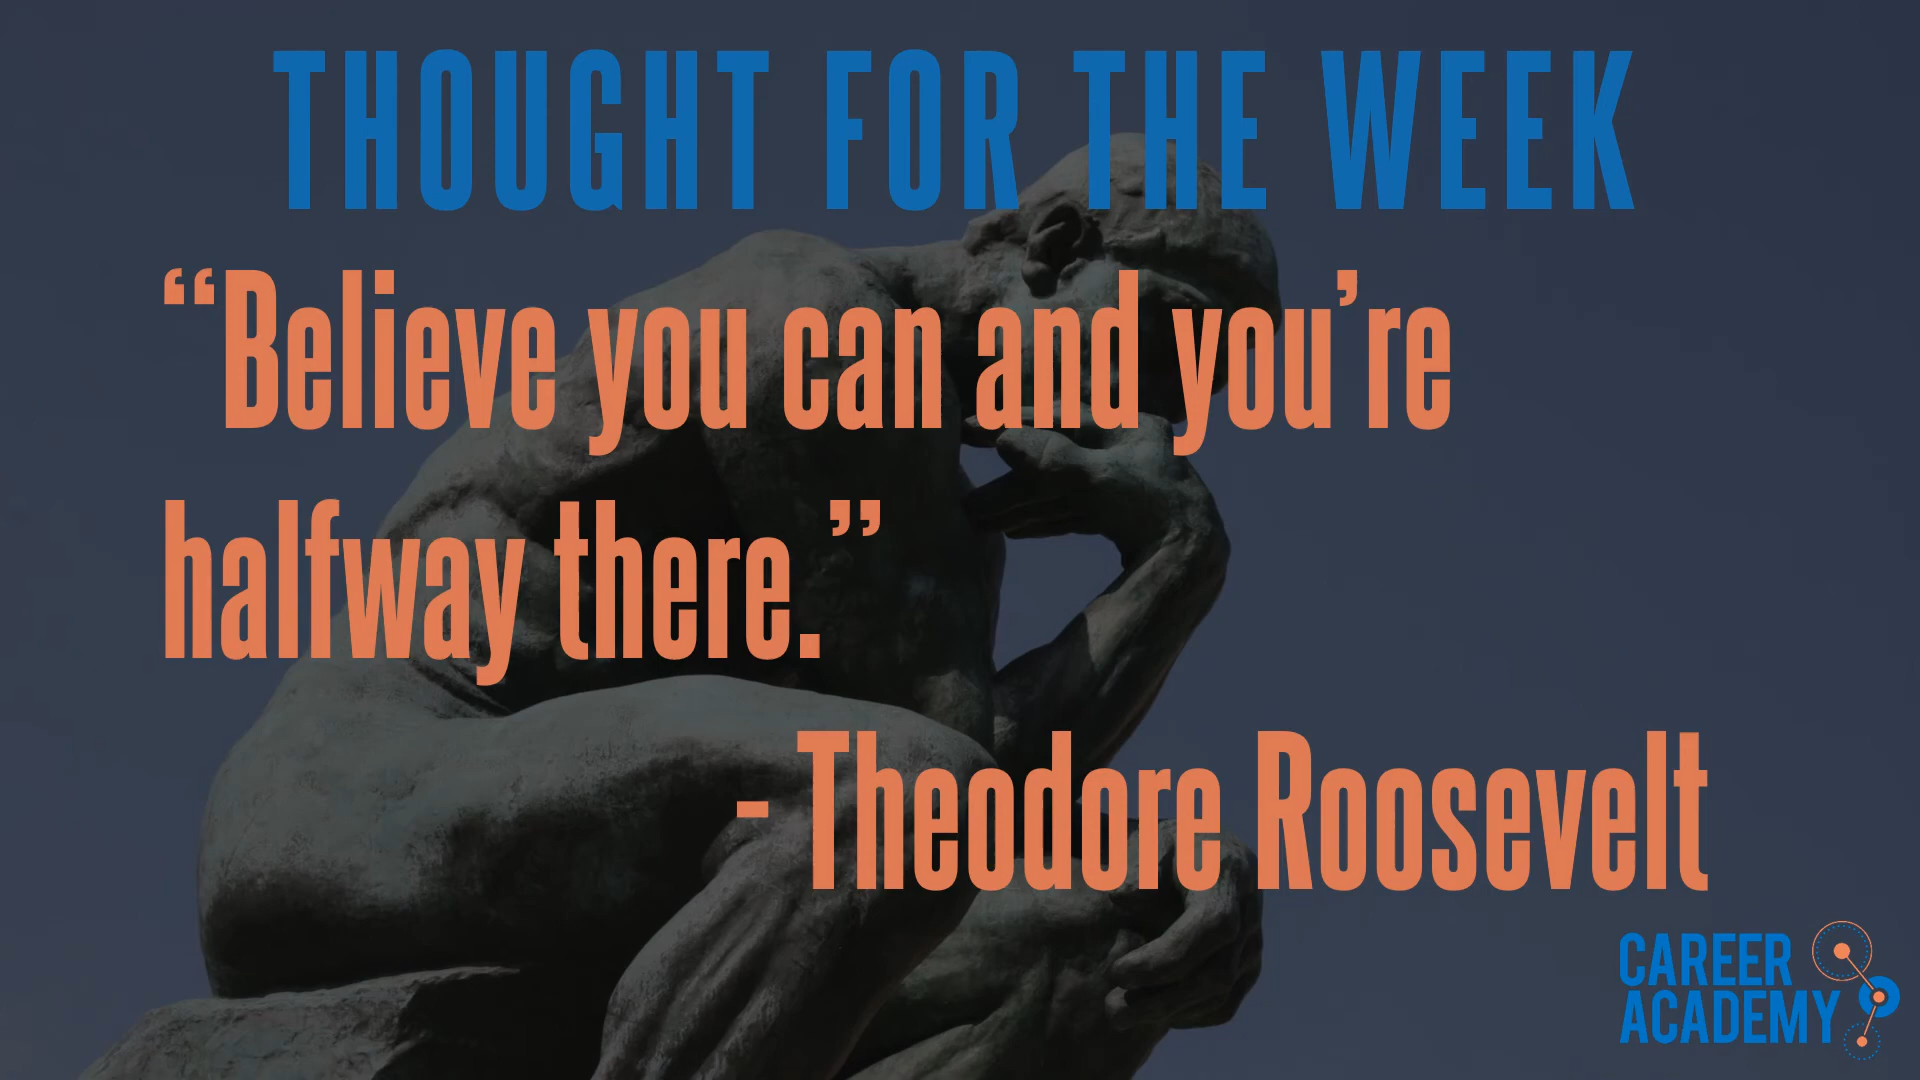 THOUGHT FOR THE WEEK
“Believe you can and you’re
halfway there.”
- Theodore Roosevelt
CAREER
ACADEMY